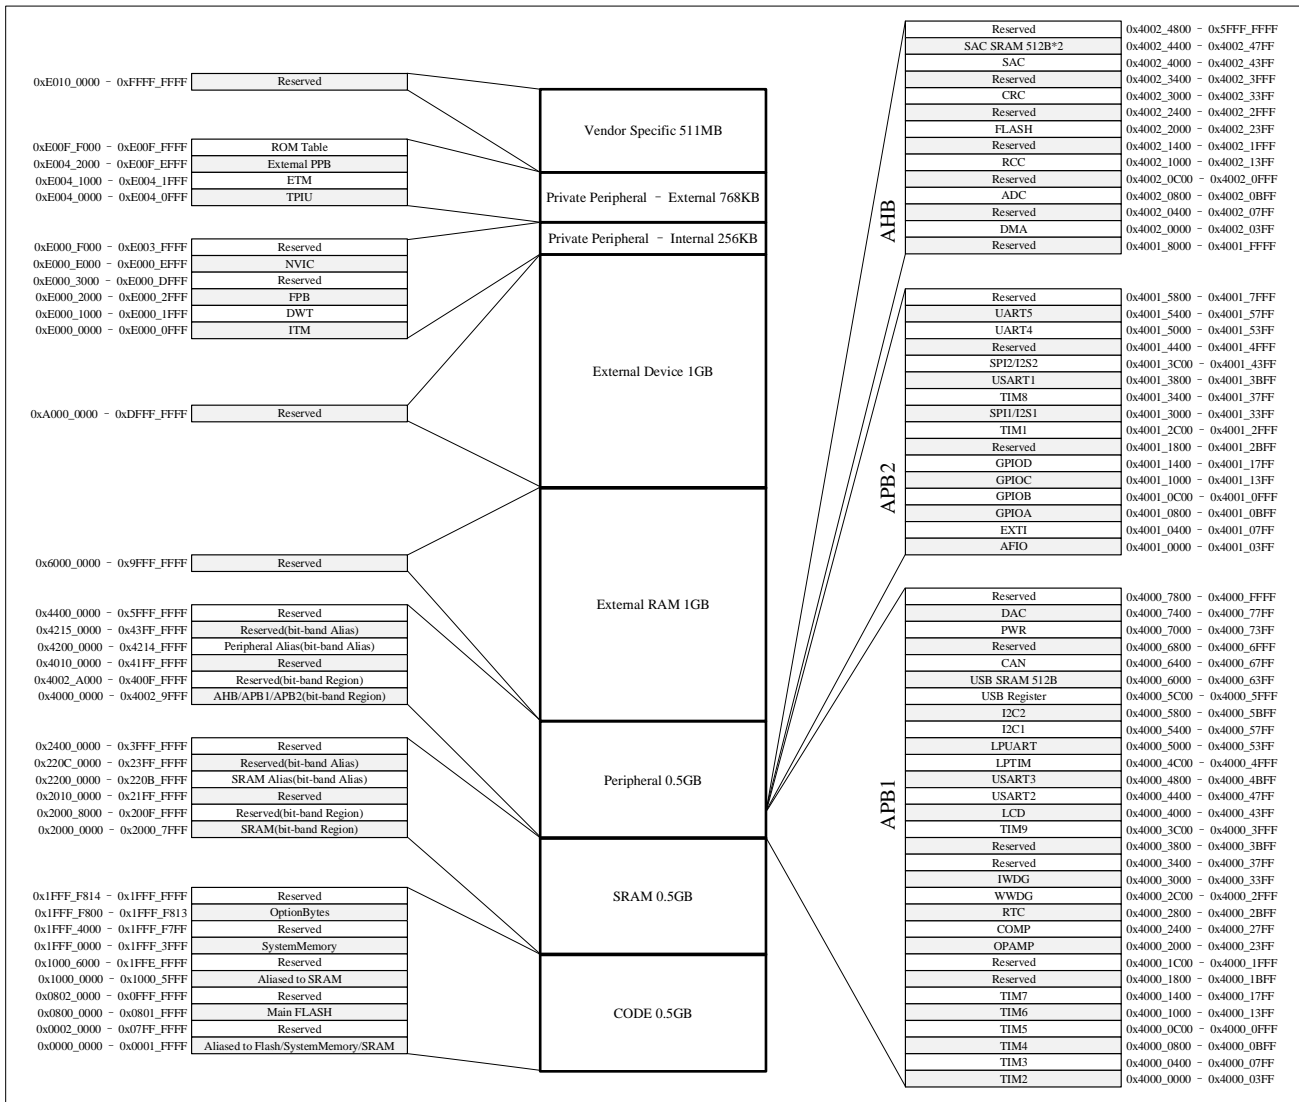 0xE010_0000 - 0xFFFF_FFFF Reserved
0xE00F_F000 - 0xE00F_FFFF ROM Table
0xE004_2000 - 0xE00F_EFFF External PPB
0xE004_1000 - 0xE004_1FFF ETM
0xE004_0000 - 0xE004_0FFF TPIU
0xE000_F000 - 0xE003_FFFF Reserved
0xE000_E000 - 0xE000_EFFF NVIC
0xE000_3000 - 0xE000_DFFF Reserved
0xE000_2000 - 0xE000_2FFF FPB
0xE000_1000 - 0xE000_1FFF DWT
0xE000_0000 - 0xE000_0FFF ITM
0xA000_0000 - 0xDFFF_FFFF Reserved
0x6000_0000 - 0x9FFF_FFFF Reserved
0x4400_0000 - 0x5FFF_FFFF Reserved
0x4215_0000 - 0x43FF_FFFF Reserved(bit-band Alias)
0x4200_0000 - 0x4214_FFFF Peripheral Alias(bit-band Alias)
0x4010_0000 - 0x41FF_FFFF Reserved
0x4002_A000 - 0x400F_FFFF Reserved(bit-band Region)
0x4000_0000 - 0x4002_9FFF AHB/APB1/APB2(bit-band Region)
0x2400_0000 - 0x3FFF_FFFF Reserved
0x220C_0000 - 0x23FF_FFFF Reserved(bit-band Alias)
0x2200_0000 - 0x220B_FFFF SRAM Alias(bit-band Alias)
0x2010_0000 - 0x21FF_FFFF Reserved
0x2000_8000 - 0x200F_FFFF Reserved(bit-band Region)
0x2000_0000 - 0x2000_7FFF SRAM(bit-band Region)
0x1FFF_F814 - 0x1FFF_FFFF Reserved
0x1FFF_F800 - 0x1FFF_F813 OptionBytes
0x1FFF_4000 - 0x1FFF_F7FF Reserved
0x1FFF_0000 - 0x1FFF_3FFF SystemMemory
0x1000_6000 - 0x1FFE_FFFF Reserved
0x1000_0000 - 0x1000_5FFF Aliased to SRAM
0x0802_0000 - 0x0FFF_FFFF Reserved
0x0800_0000 - 0x0801_FFFF Main FLASH
0x0002_0000 - 0x07FF_FFFF Reserved
0x0000_0000 - 0x0001_FFFF Aliased to Flash/SystemMemory/SRAM
Vendor Specific 511MB
Private Peripheral - External 768KB
Private Peripheral - Internal 256KB
External Device 1GB
External RAM 1GB
Peripheral 0.5GB
SRAM 0.5GB
CODE 0.5GB
AHB
Reserved 0x4002_4800 - 0x5FFF_FFFF
SAC SRAM 512B*2 0x4002_4400 - 0x4002_47FF
SAC 0x4002_4000 - 0x4002_43FF
Reserved 0x4002_3400 - 0x4002_3FFF
CRC 0x4002_3000 - 0x4002_33FF
Reserved 0x4002_2400 - 0x4002_2FFF
FLASH 0x4002_2000 - 0x4002_23FF
Reserved 0x4002_1400 - 0x4002_1FFF
RCC 0x4002_1000 - 0x4002_13FF
Reserved 0x4002_0C00 - 0x4002_0FFF
ADC 0x4002_0800 - 0x4002_0BFF
Reserved 0x4002_0400 - 0x4002_07FF
DMA 0x4002_0000 - 0x4002_03FF
Reserved 0x4001_8000 - 0x4001_FFFF
APB2
Reserved 0x4001_5800 - 0x4001_7FFF
UART5 0x4001_5400 - 0x4001_57FF
UART4 0x4001_5000 - 0x4001_53FF
Reserved 0x4001_4400 - 0x4001_4FFF
SPI2/I2S2 0x4001_3C00 - 0x4001_43FF
USART1 0x4001_3800 - 0x4001_3BFF
TIM8 0x4001_3400 - 0x4001_37FF
SPI1/I2S1 0x4001_3000 - 0x4001_33FF
TIM1 0x4001_2C00 - 0x4001_2FFF
Reserved 0x4001_1800 - 0x4001_2BFF
GPIOD 0x4001_1400 - 0x4001_17FF
GPIOC 0x4001_1000 - 0x4001_13FF
GPIOB 0x4001_0C00 - 0x4001_0FFF
GPIOA 0x4001_0800 - 0x4001_0BFF
EXTI 0x4001_0400 - 0x4001_07FF
AFIO 0x4001_0000 - 0x4001_03FF
APB1
Reserved 0x4000_7800 - 0x4000_FFFF
DAC 0x4000_7400 - 0x4000_77FF
PWR 0x4000_7000 - 0x4000_73FF
Reserved 0x4000_6800 - 0x4000_6FFF
CAN 0x4000_6400 - 0x4000_67FF
USB SRAM 512B 0x4000_6000 - 0x4000_63FF
USB Register 0x4000_5C00 - 0x4000_5FFF
I2C2 0x4000_5800 - 0x4000_5BFF
I2C1 0x4000_5400 - 0x4000_57FF
LPUART 0x4000_5000 - 0x4000_53FF
LPTIM 0x4000_4C00 - 0x4000_4FFF
USART3 0x4000_4800 - 0x4000_4BFF
USART2 0x4000_4400 - 0x4000_47FF
LCD 0x4000_4000 - 0x4000_43FF
TIM9 0x4000_3C00 - 0x4000_3FFF
Reserved 0x4000_3800 - 0x4000_3BFF
Reserved 0x4000_3400 - 0x4000_37FF
IWDG 0x4000_3000 - 0x4000_33FF
WWDG 0x4000_2C00 - 0x4000_2FFF
RTC 0x4000_2800 - 0x4000_2BFF
COMP 0x4000_2400 - 0x4000_27FF
OPAMP 0x4000_2000 - 0x4000_23FF
Reserved 0x4000_1C00 - 0x4000_1FFF
Reserved 0x4000_1800 - 0x4000_1BFF
TIM7 0x4000_1400 - 0x4000_17FF
TIM6 0x4000_1000 - 0x4000_13FF
TIM5 0x4000_0C00 - 0x4000_0FFF
TIM4 0x4000_0800 - 0x4000_0BFF
TIM3 0x4000_0400 - 0x4000_07FF
TIM2 0x4000_0000 - 0x4000_03FF